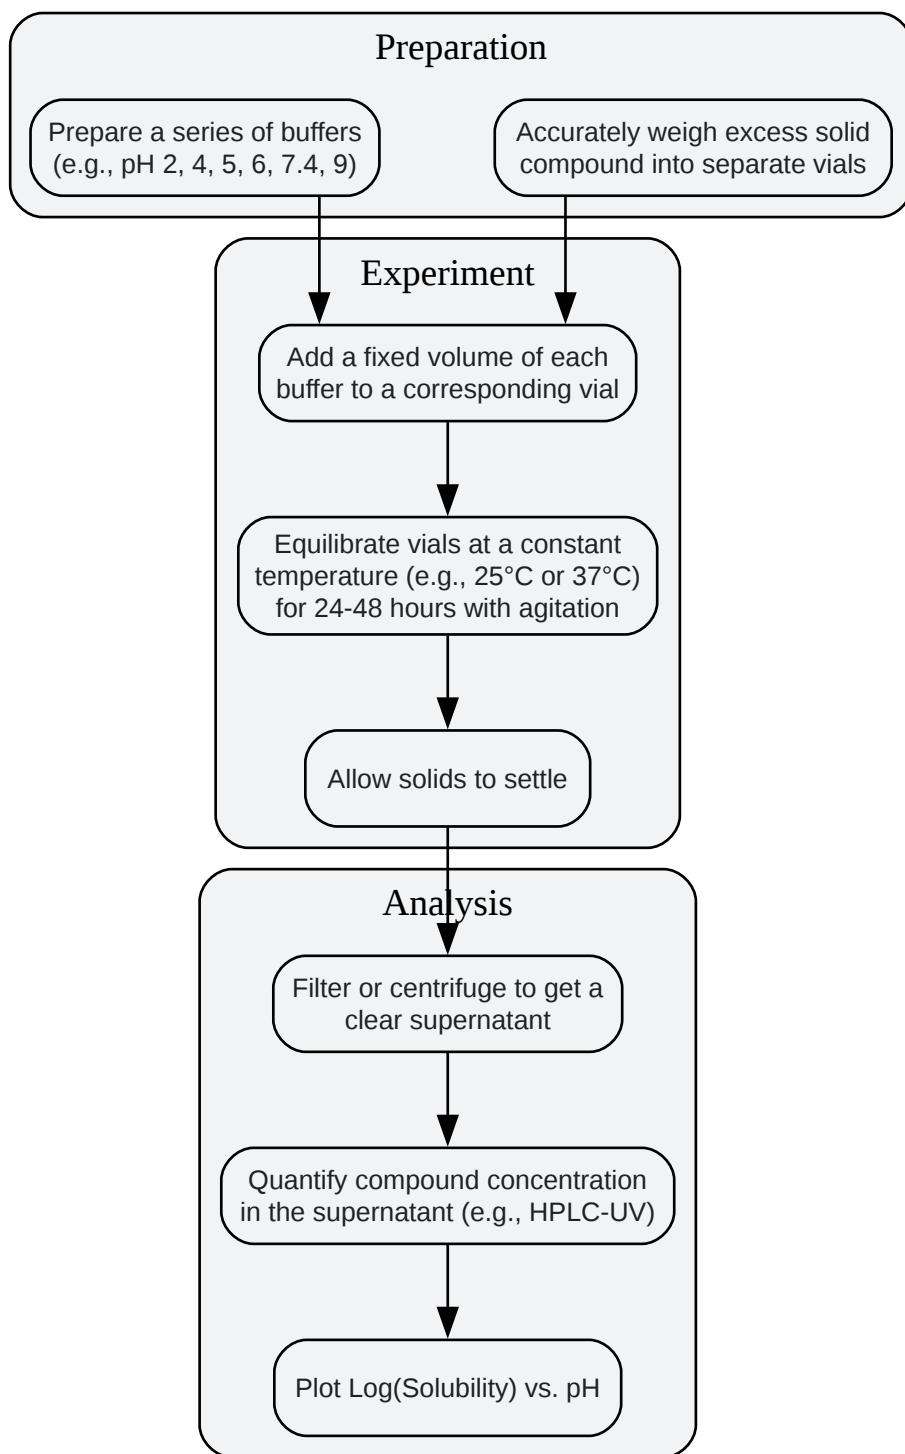 Preparation
Prepare a series of buffers
(e.g., pH 2, 4, 5, 6, 7.4, 9)
Accurately weigh excess solid
compound into separate vials
Experiment
Add a fixed volume of each
buffer to a corresponding vial
Equilibrate vials at a constant
temperature (e.g., 25°C or 37°C)
for 24-48 hours with agitation
Allow solids to settle
Analysis
Filter or centrifuge to get a
clear supernatant
Quantify compound concentration
in the supernatant (e.g., HPLC-UV)
Plot Log(Solubility) vs. pH